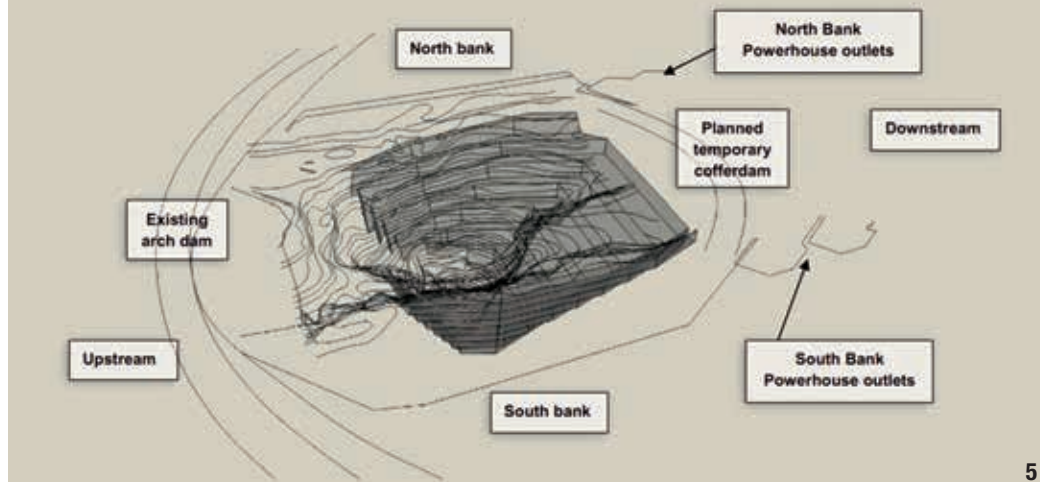 North bank
North Bank
Powerhouse outlets
Planned
temporary
cofferdam
Downstream
Existing
arch dam
Upstream
South Bank
Powerhouse outlets
South bank
5